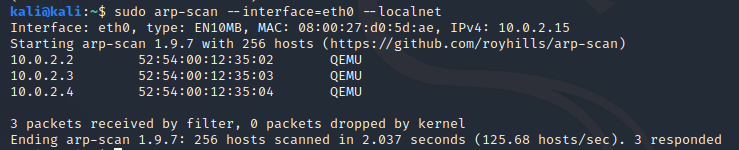 kali@kali:~$ sudo arp-scan --interface=eth0 --localnet
Interface: eth0, type: EN10MB, MAC: 08:00:27:d0:5d:ae, IPv4: 10.0.2.15
Starting arp-scan 1.9.7 with 256 hosts (https://github.com/royhills/arp-scan)
10.0.2.2 52:54:00:12:35:02 QEMU
10.0.2.3 52:54:00:12:35:03 QEMU
10.0.2.4 52:54:00:12:35:04 QEMU
3 packets received by filter, 0 packets dropped by kernel
Ending arp-scan 1.9.7: 256 hosts scanned in 2.037 seconds (125.68 hosts/sec). 3 responded